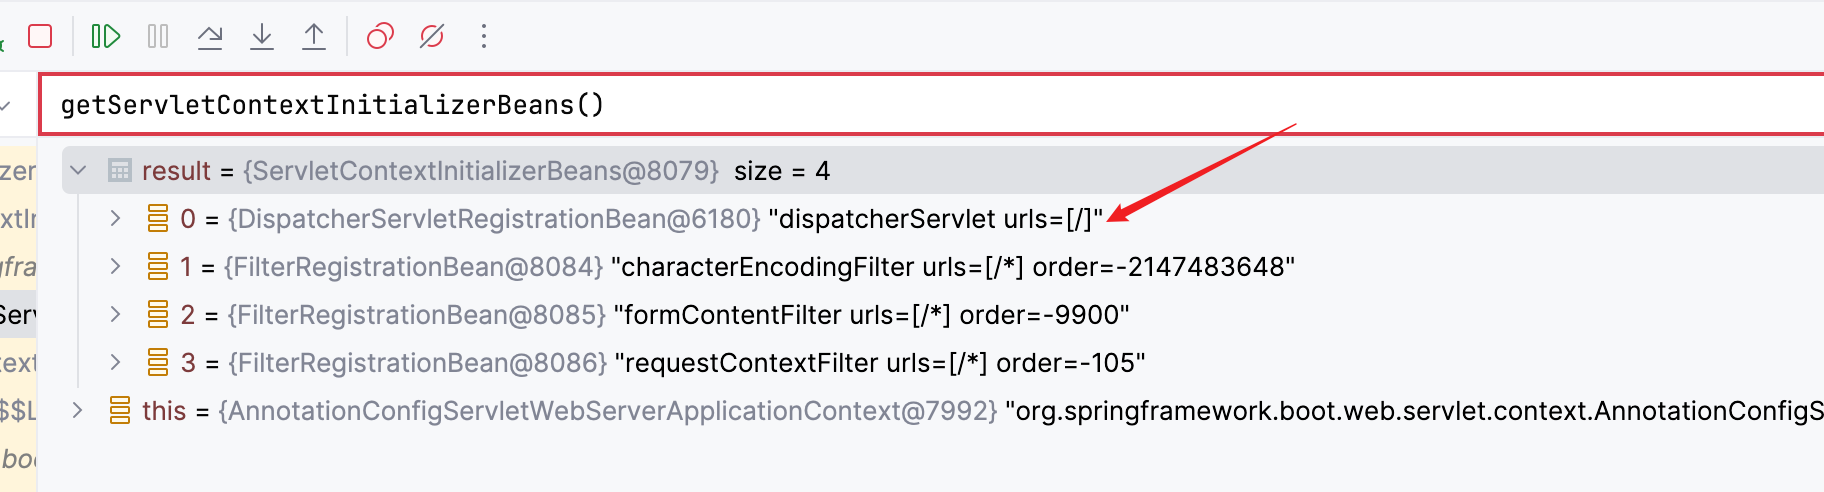 getServletContextInitializerBeans()
result = {ServletContextInitializerBeans@8079} size = 4
0 = {DispatcherServletRegistrationBean@6180} "dispatcherServlet urls=[/]"
1 = {FilterRegistrationBean@8084} "characterEncodingFilter urls=[/*] order=-2147483648"
2 = {FilterRegistrationBean@8085} "formContentFilter urls=[/*] order=-9900"
3 = {FilterRegistrationBean@8086} "requestContextFilter urls=[/*] order=-105"
this = {AnnotationConfigServletWebServerApplicationContext@7992} "org.springframework.boot.web.servlet.context.AnnotationConfigS